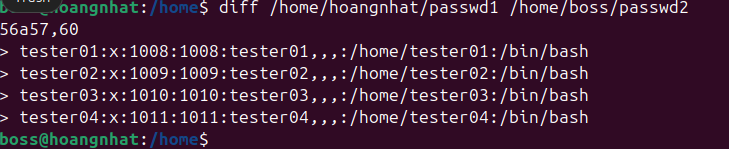 boss@hoangnhat:/home$ diff /home/hoangnhat/passwd1 /home/boss/passwd2
56a57,60
> tester01:x:1008:1008:tester01,,,:/home/tester01:/bin/bash
> tester02:x:1009:1009:tester02,,,:/home/tester02:/bin/bash
> tester03:x:1010:1010:tester03,,,:/home/tester03:/bin/bash
> tester04:x:1011:1011:tester04,,,:/home/tester04:/bin/bash
boss@hoangnhat:/home$